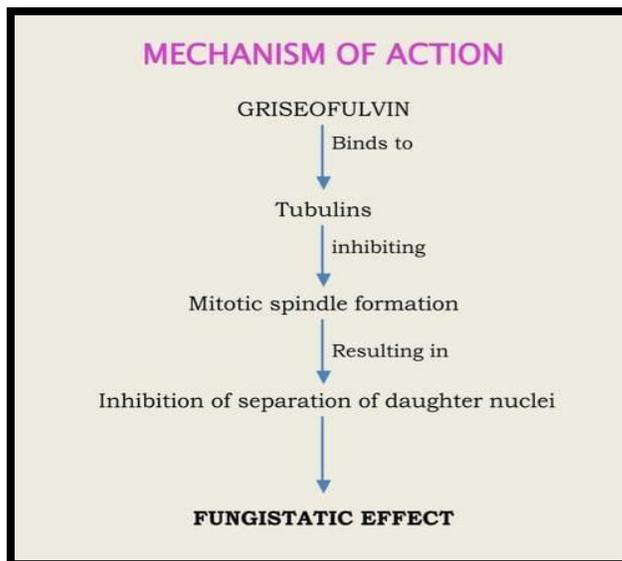 MECHANISM OF ACTION
GRISEOFULVIN
Binds to
Tubulins
inhibiting
Mitotic spindle formation
Resulting in
Inhibition of separation of daughter nuclei
FUNGISTATIC EFFECT